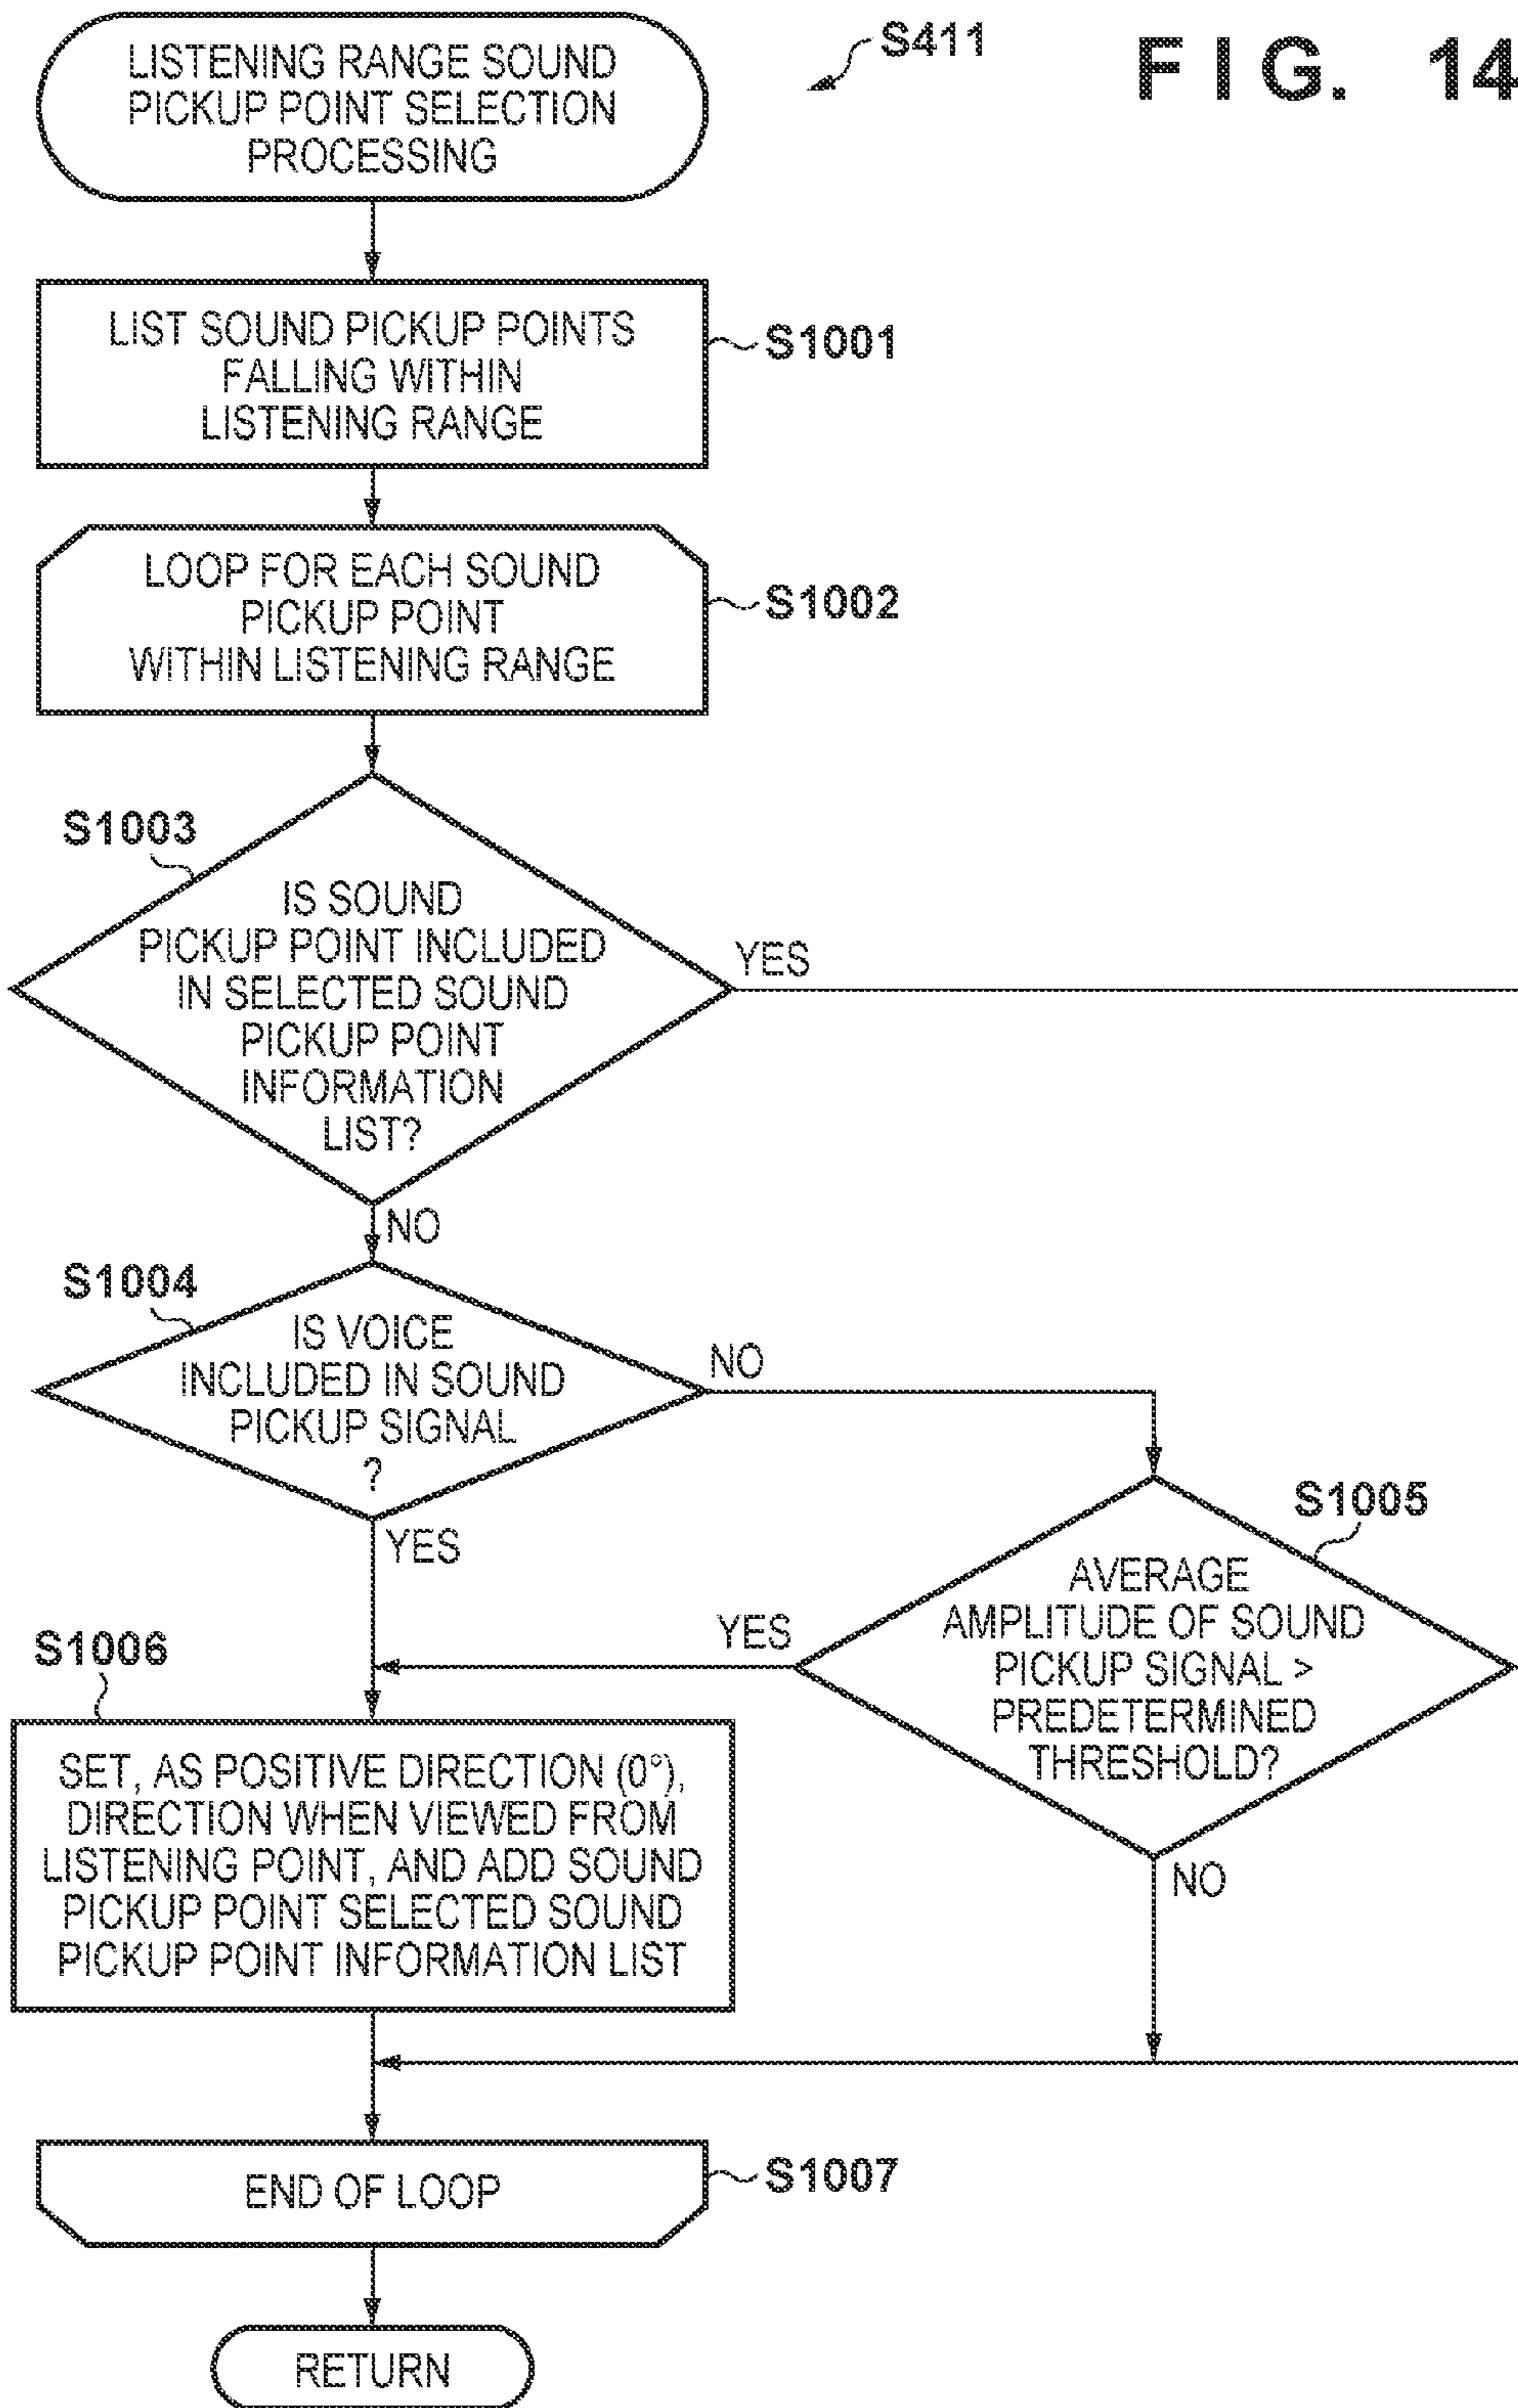 S411
FIG. 14
LISTENING RANGE SOUND
PICKUP POINT SELECTION
PROCESSING
LIST SOUND PICKUP POINTS
FALLING WITHIN
LISTENING RANGE
S1001
LOOP FOR EACH SOUND
PICKUP POINT
WITHIN LISTENING RANGE
S1002
S1003
IS SOUND
PICKUP POINT INCLUDED
IN SELECTED SOUND
PICKUP POINT
INFORMATION
LIST?
YES
NO
S1004
IS VOICE
INCLUDED IN SOUND
PICKUP SIGNAL
?
NO
YES
S1005
AVERAGE
AMPLITUDE OF SOUND
PICKUP SIGNAL >
PREDETERMINED
THRESHOLD?
YES
NO
S1006
SET, AS POSITIVE DIRECTION (0°),
DIRECTION WHEN VIEWED FROM
LISTENING POINT, AND ADD SOUND
PICKUP POINT SELECTED SOUND
PICKUP POINT INFORMATION LIST
END OF LOOP
S1007
RETURN